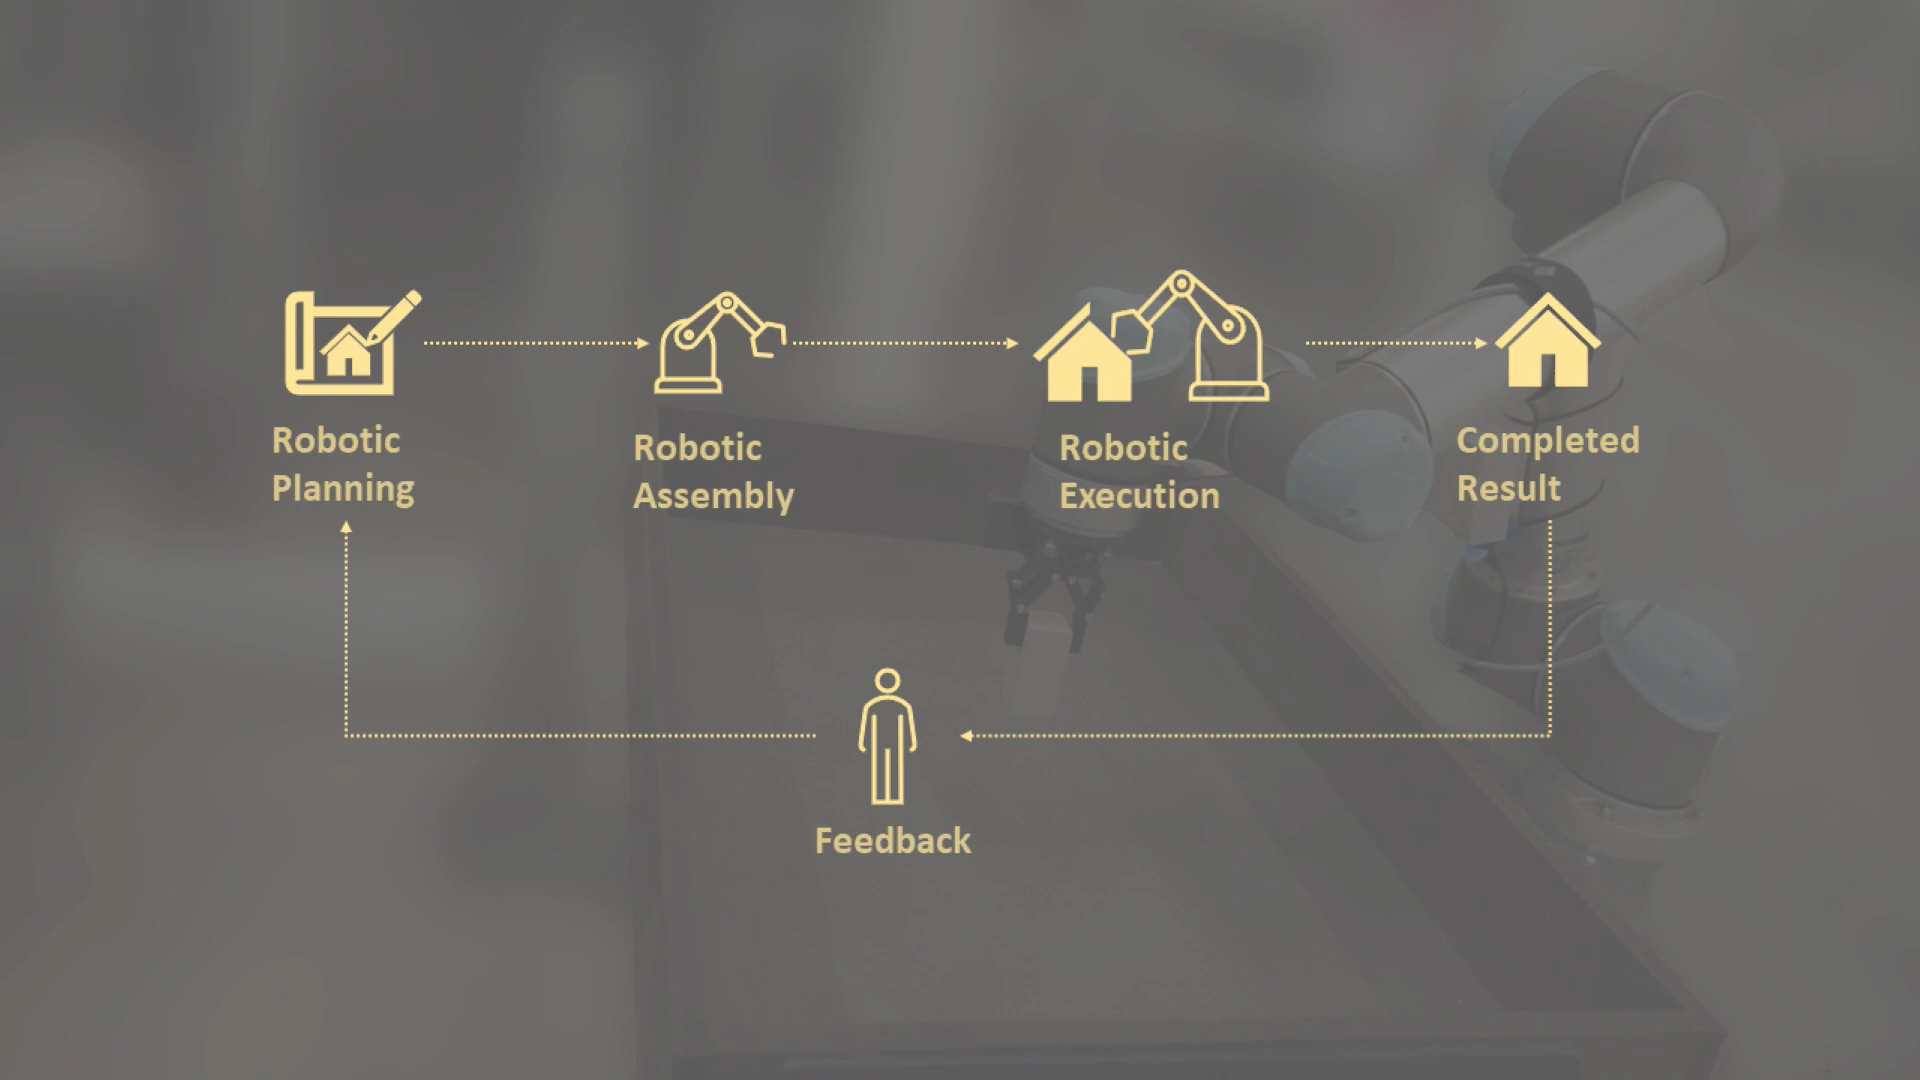 Robotic
Planning
Robotic
Assembly
Robotic
Execution
Completed
Result
Feedback